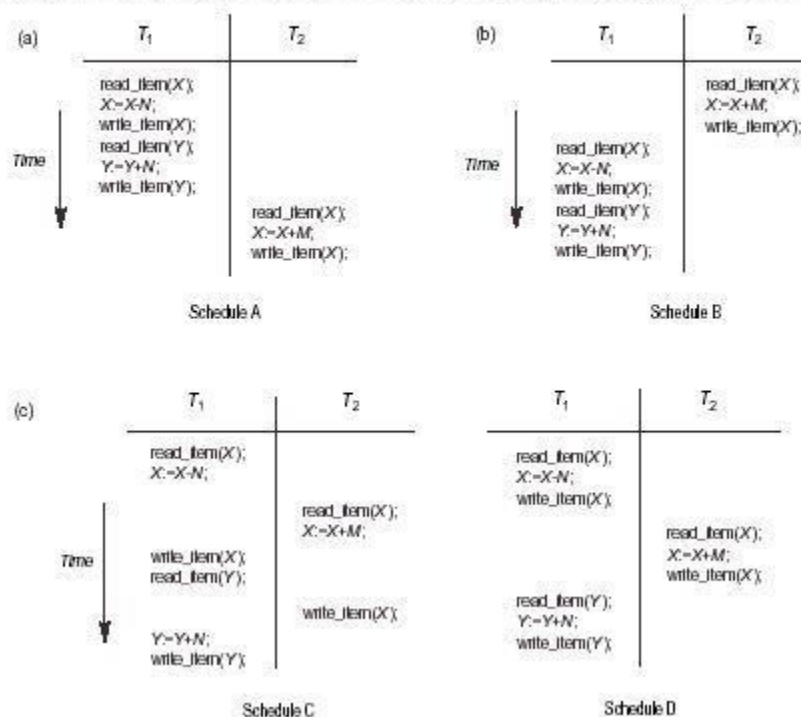 (a)
T1
T2
read_item(X);
X:=X-N;
write_item(X);
read_item(Y);
Y:=Y+N;
write_item(Y);
read_item(X);
X:=X+M;
write_item(X);
Time
Schedule A
(b)
T1
T2
read_item(X);
X:=X+M;
write_item(X);
read_item(X);
X:=X-N;
write_item(X);
read_item(Y);
Y:=Y+N;
write_item(Y);
Time
Schedule B
(c)
T1
T2
read_item(X);
X:=X-N;
read_item(X);
X:=X+M;
write_item(X);
read_item(Y);
write_item(X);
Y:=Y+N;
write_item(Y);
Time
Schedule C
T1
T2
read_item(X);
X:=X-N;
write_item(X);
read_item(X);
X:=X+M;
write_item(X);
read_item(Y);
Y:=Y+N;
write_item(Y);
Schedule D